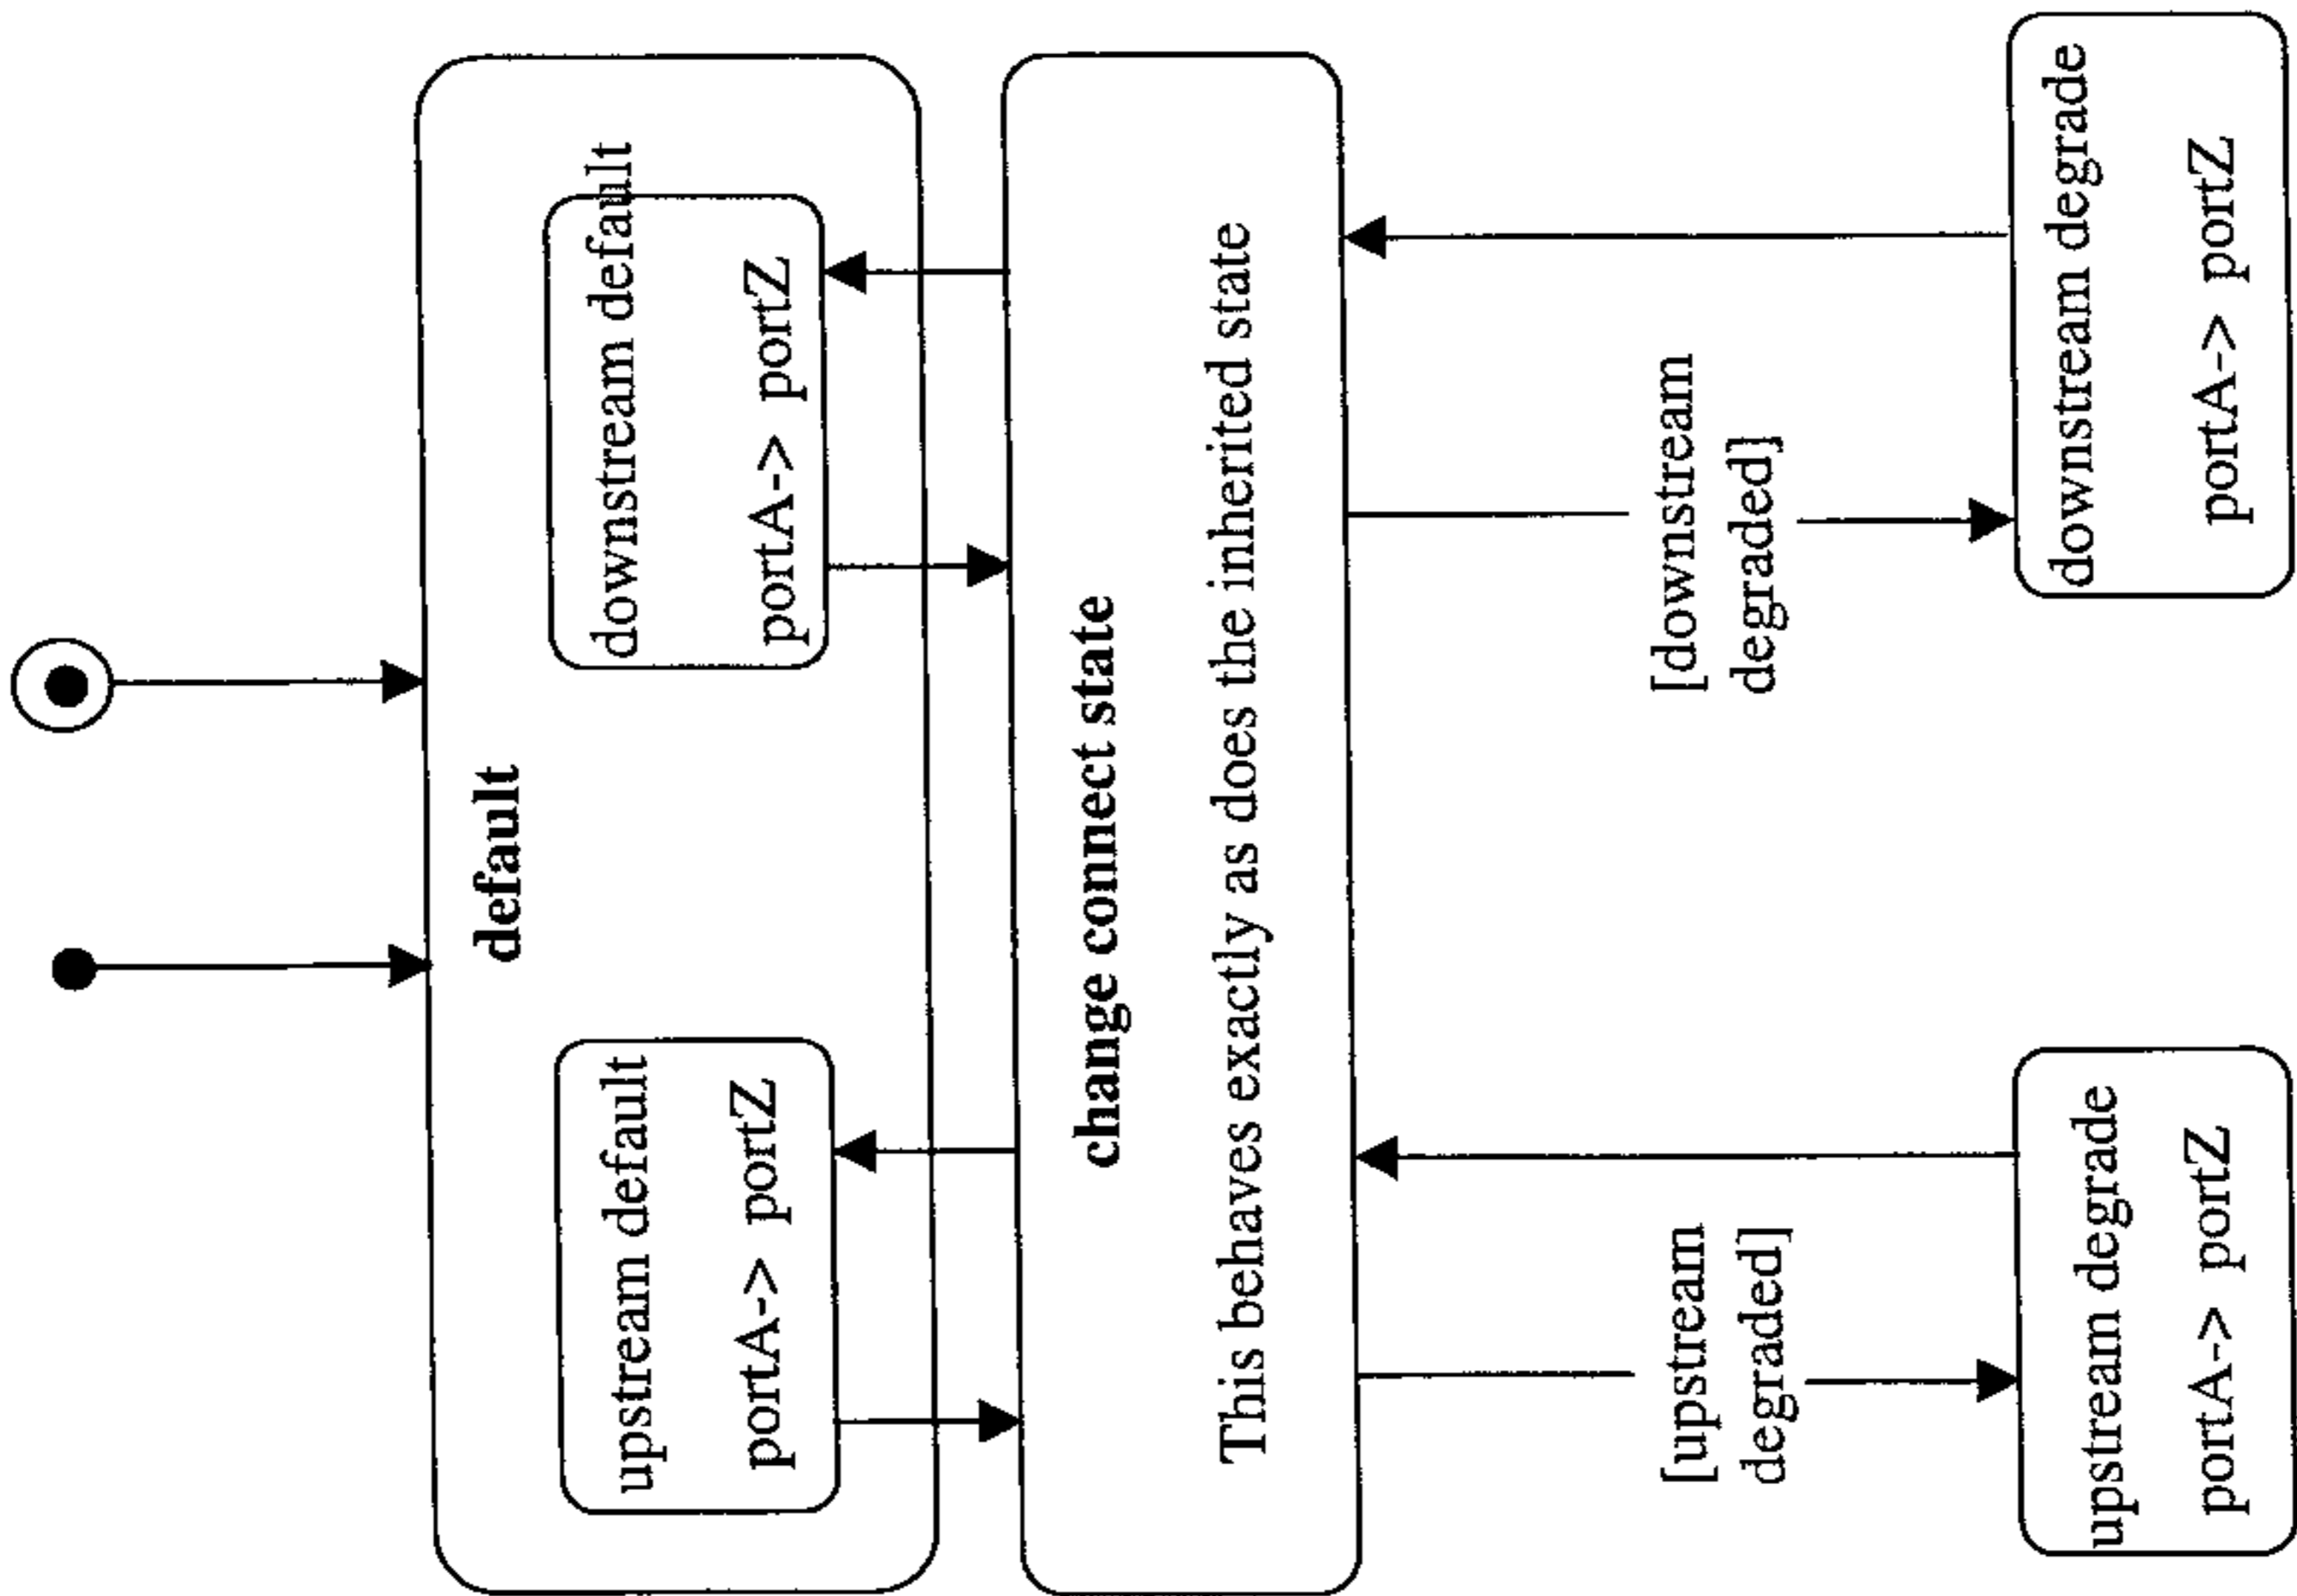 default
upstream default
portA-> portZ
downstream default
portA-> portZ
change connect state
This behaves exactly as does the inherited state
[upstream
degraded]
[downstream
degraded]
upstream degrade
portA-> portZ
downstream degrade
portA-> portZ